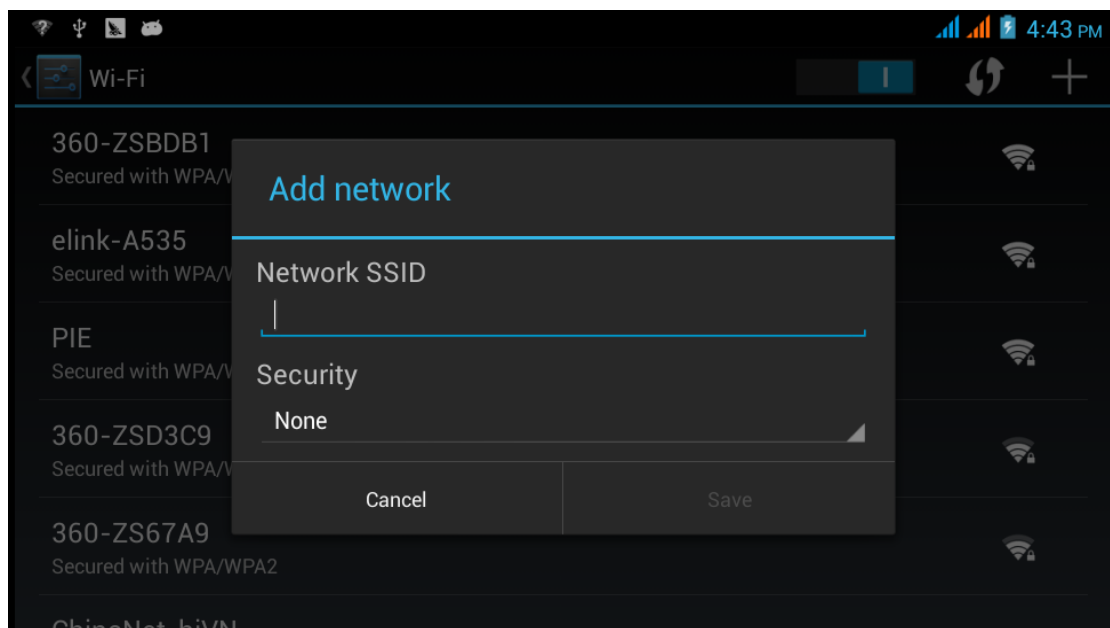 4:43 PM
Wi-Fi
360-ZSBDB1
Secured with WPA/W
Add network
elink-A535
Secured with WPA/W
Network SSID
PIE
Secured with WPA/W
Security
None
360-ZSD3C9
Secured with WPA/W
Cancel
Save
360-ZS67A9
Secured with WPA/WPA2
ChinaNet-hiVN